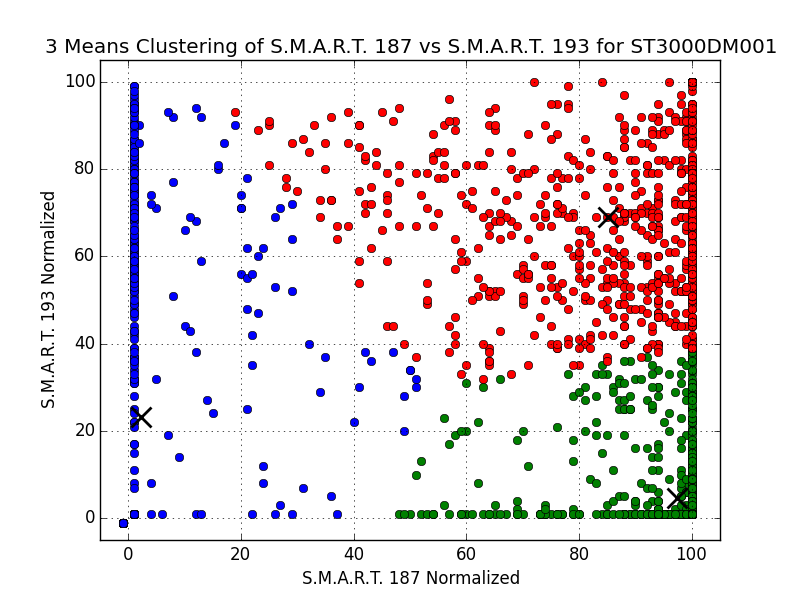 3 Means Clustering of S.M.A.R.T. 187 vs S.M.A.R.T. 193 for ST3000DM001
100
80
60
40
20
0
S.M.A.R.T. 193 Normalized
0 20 40 60 80 100
S.M.A.R.T. 187 Normalized